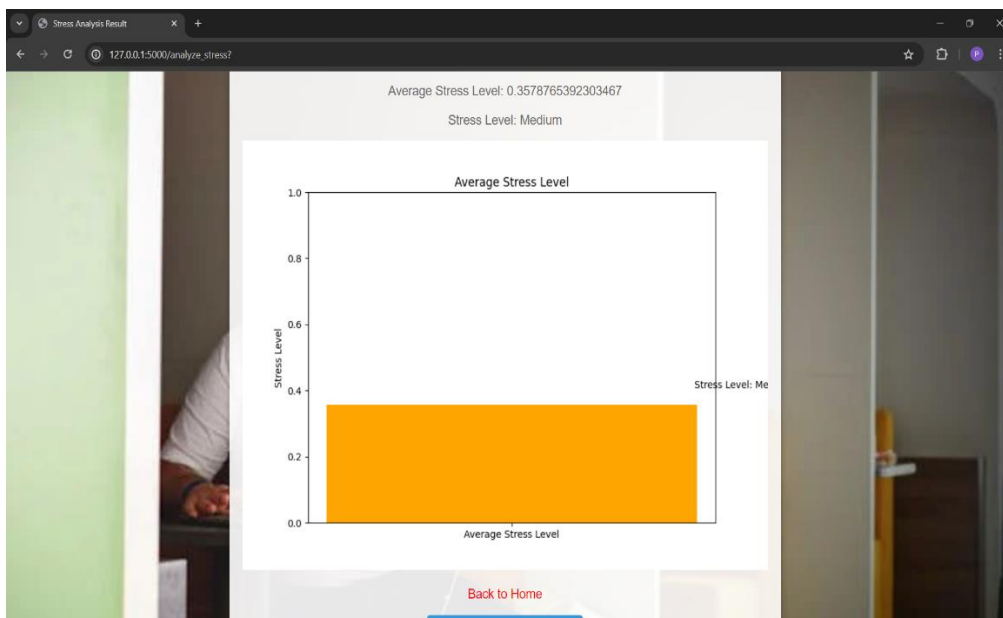 Stress Analysis Result
127.0.0.1:5000/analyze_stress?
P
Average Stress Level: 0.3578765392303467
Stress Level: Medium
Average Stress Level
1.0
0.8
0.6
0.4
0.2
0.0
Stress Level
Stress Level: Me
Average Stress Level
Back to Home